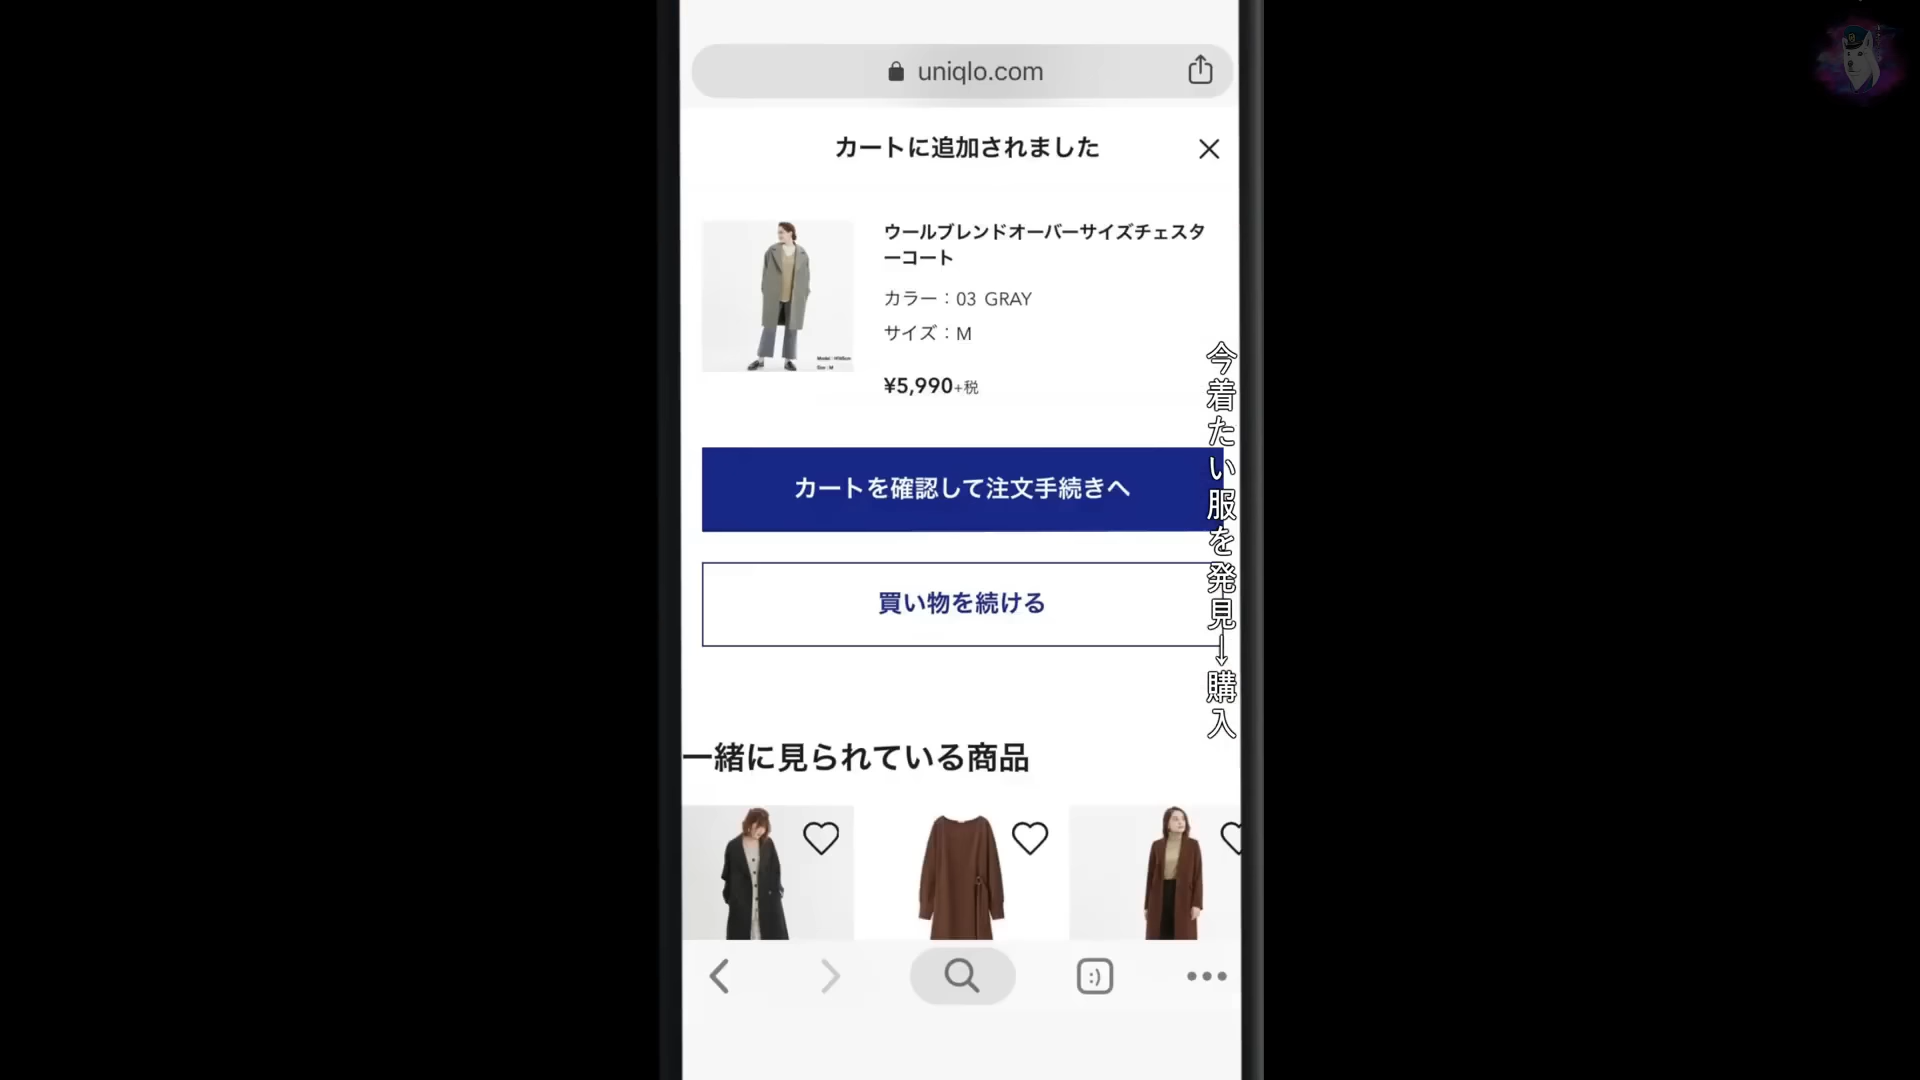 uniqlo.com
カートに追加されました
ウールブレンドオーバーサイズチェスタ
ーコート
カラー：03 GRAY
サイズ：M
¥5,990+税
カートを確認して注文手続きへ
買い物を続ける
今着たい服を発見→購入
一緒に見られている商品
:)